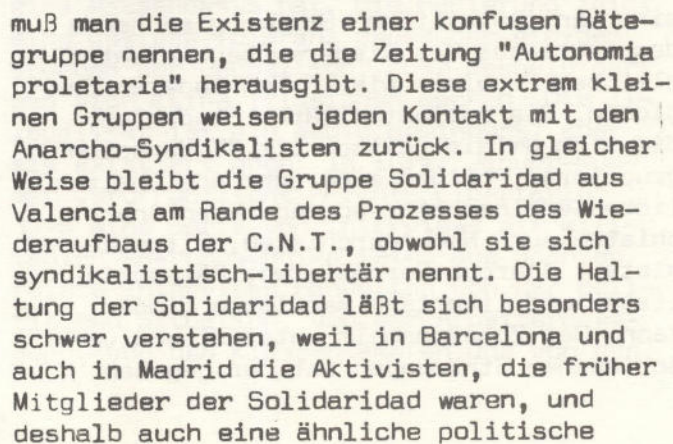 muß man die Existenz einer konfusen Räte-
gruppe nennen, die die Zeitung "Autonomia
proletaria" herausgibt. Diese extrem klei-
nen Gruppen weisen jeden Kontakt mit den
Anarcho-Syndikalisten zurück. In gleicher
Weise bleibt die Gruppe Solidaridad aus
Valencia am Rande des Prozesses des Wie-
deraufbaus der C.N.T., obwohl sie sich
syndikalistisch-libertär nennt. Die Hal-
tung der Solidaridad läßt sich besonders
schwer verstehen, weil in Barcelona und
auch in Madrid die Aktivisten, die früher
Mitglieder der Solidaridad waren, und
deshalb auch eine ähnliche politische